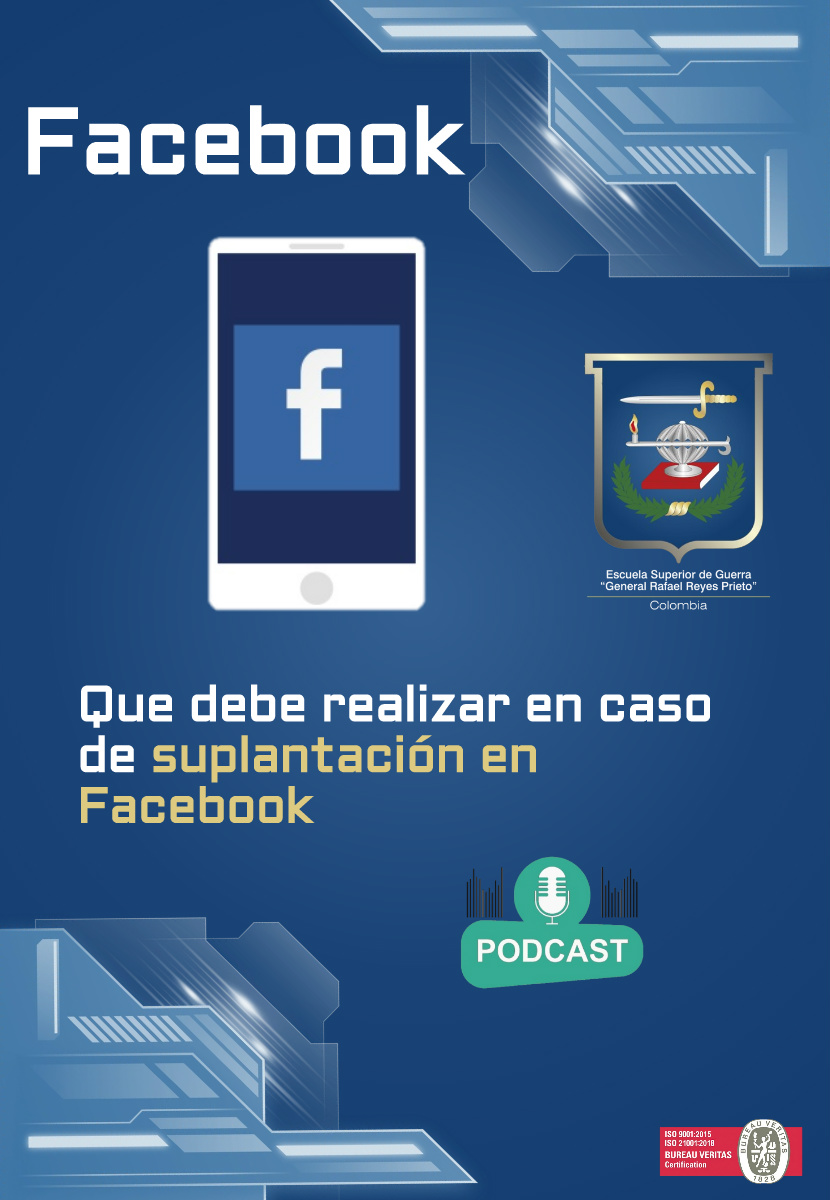 Facebook
f
Escuela Superior de Guerra
"General Rafael Reyes Prieto"
Colombia
Que debe realizar en caso
de suplantación en
Facebook
PODCAST
ISO 9001:2015
ISO 21001:2018
BUREAU VERITAS
Certification
BUREAU VERITAS
1828